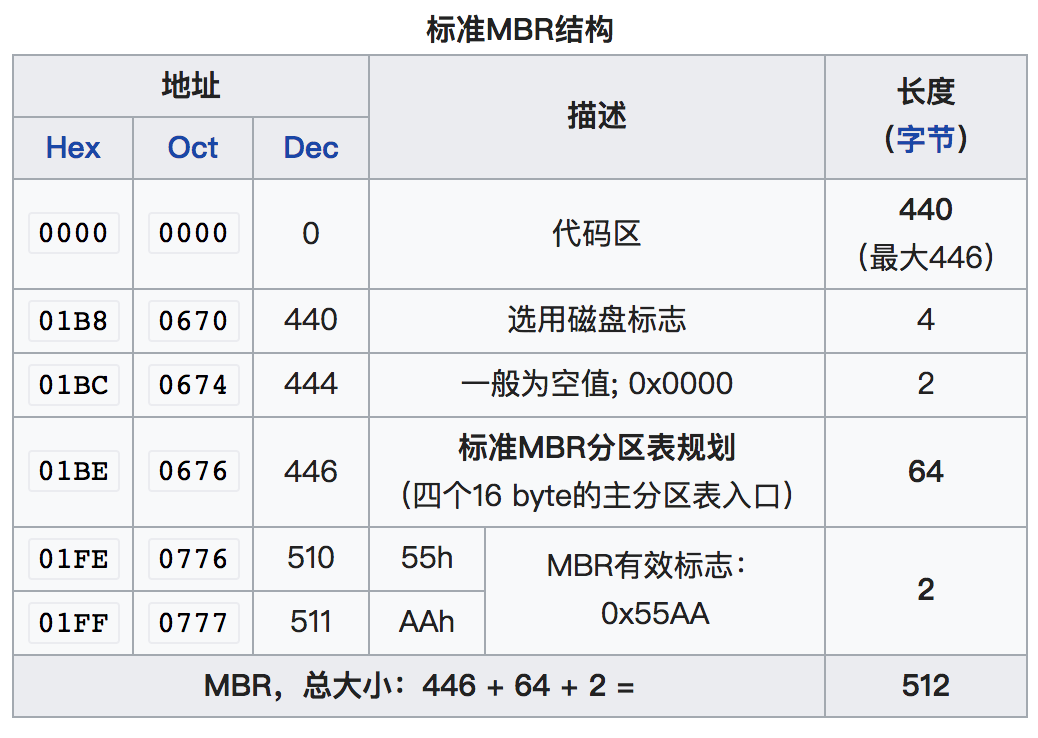 标准MBR结构
地址
描述
长度
(字节)
Hex
Oct
Dec
0000
0000
0
代码区
440
(最大446)
01B8
0670
440
选用磁盘标志
4
01BC
0674
444
一般为空值; 0x0000
2
01BE
0676
446
标准MBR分区表规划
(四个16 byte的主分区表入口)
64
01FE
0776
510
55h
MBR有效标志：
0x55AA
2
01FF
0777
511
AAh
MBR，总大小：446 + 64 + 2 =
512